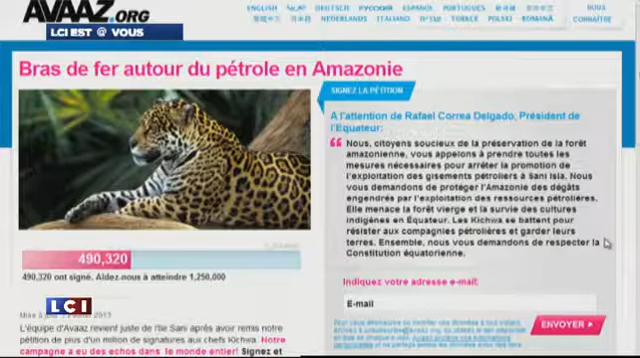 AVAAZ.ORG
LCI EST @ VOUS
ENGLISH DEUTSCH РУССКИЙ ESPAÑOL PORTUGUES
NEDERLANDS ITALIANO TÜRKÇE POLSKI ROMÂNĂ
NOUS
CONNAÎTRE
Bras de fer autour du pétrole en Amazonie
SIGNEZ LA PÉTITION
A l'attention de Rafael Correa Delgado, Président de
l'Equateur:
Nous, citoyens soucieux de la préservation de la forêt
amazonienne, vous appelons à prendre toutes les
mesures nécessaires pour arrêter la promotion de
l'exploitation des gisements pétroliers à Sani Isla. Nous
vous demandons de protéger l'Amazonie des dégâts
engendrés par l'exploitation des ressources pétrolières.
Elle menace la forêt vierge et la survie des cultures
indigènes en Équateur. Les Kichwa se battent pour
résister aux compagnies pétrolières et garder leurs
terres. Ensemble, nous vous demandons de respecter la
Constitution équatorienne.
490,320
490,320 ont signé. Aidez-nous à atteindre 1,250,000
Indiquez votre adresse e-mail:
E-mail
ENVOYER
LCI
Mise à jour 2013
L'équipe d'Avaaz revient juste de l'île Sani après avoir remis notre
pétition de plus d'un million de signatures aux chefs Kichwa. Notre
campagne a eu des echos dans le monde entier! Signez et